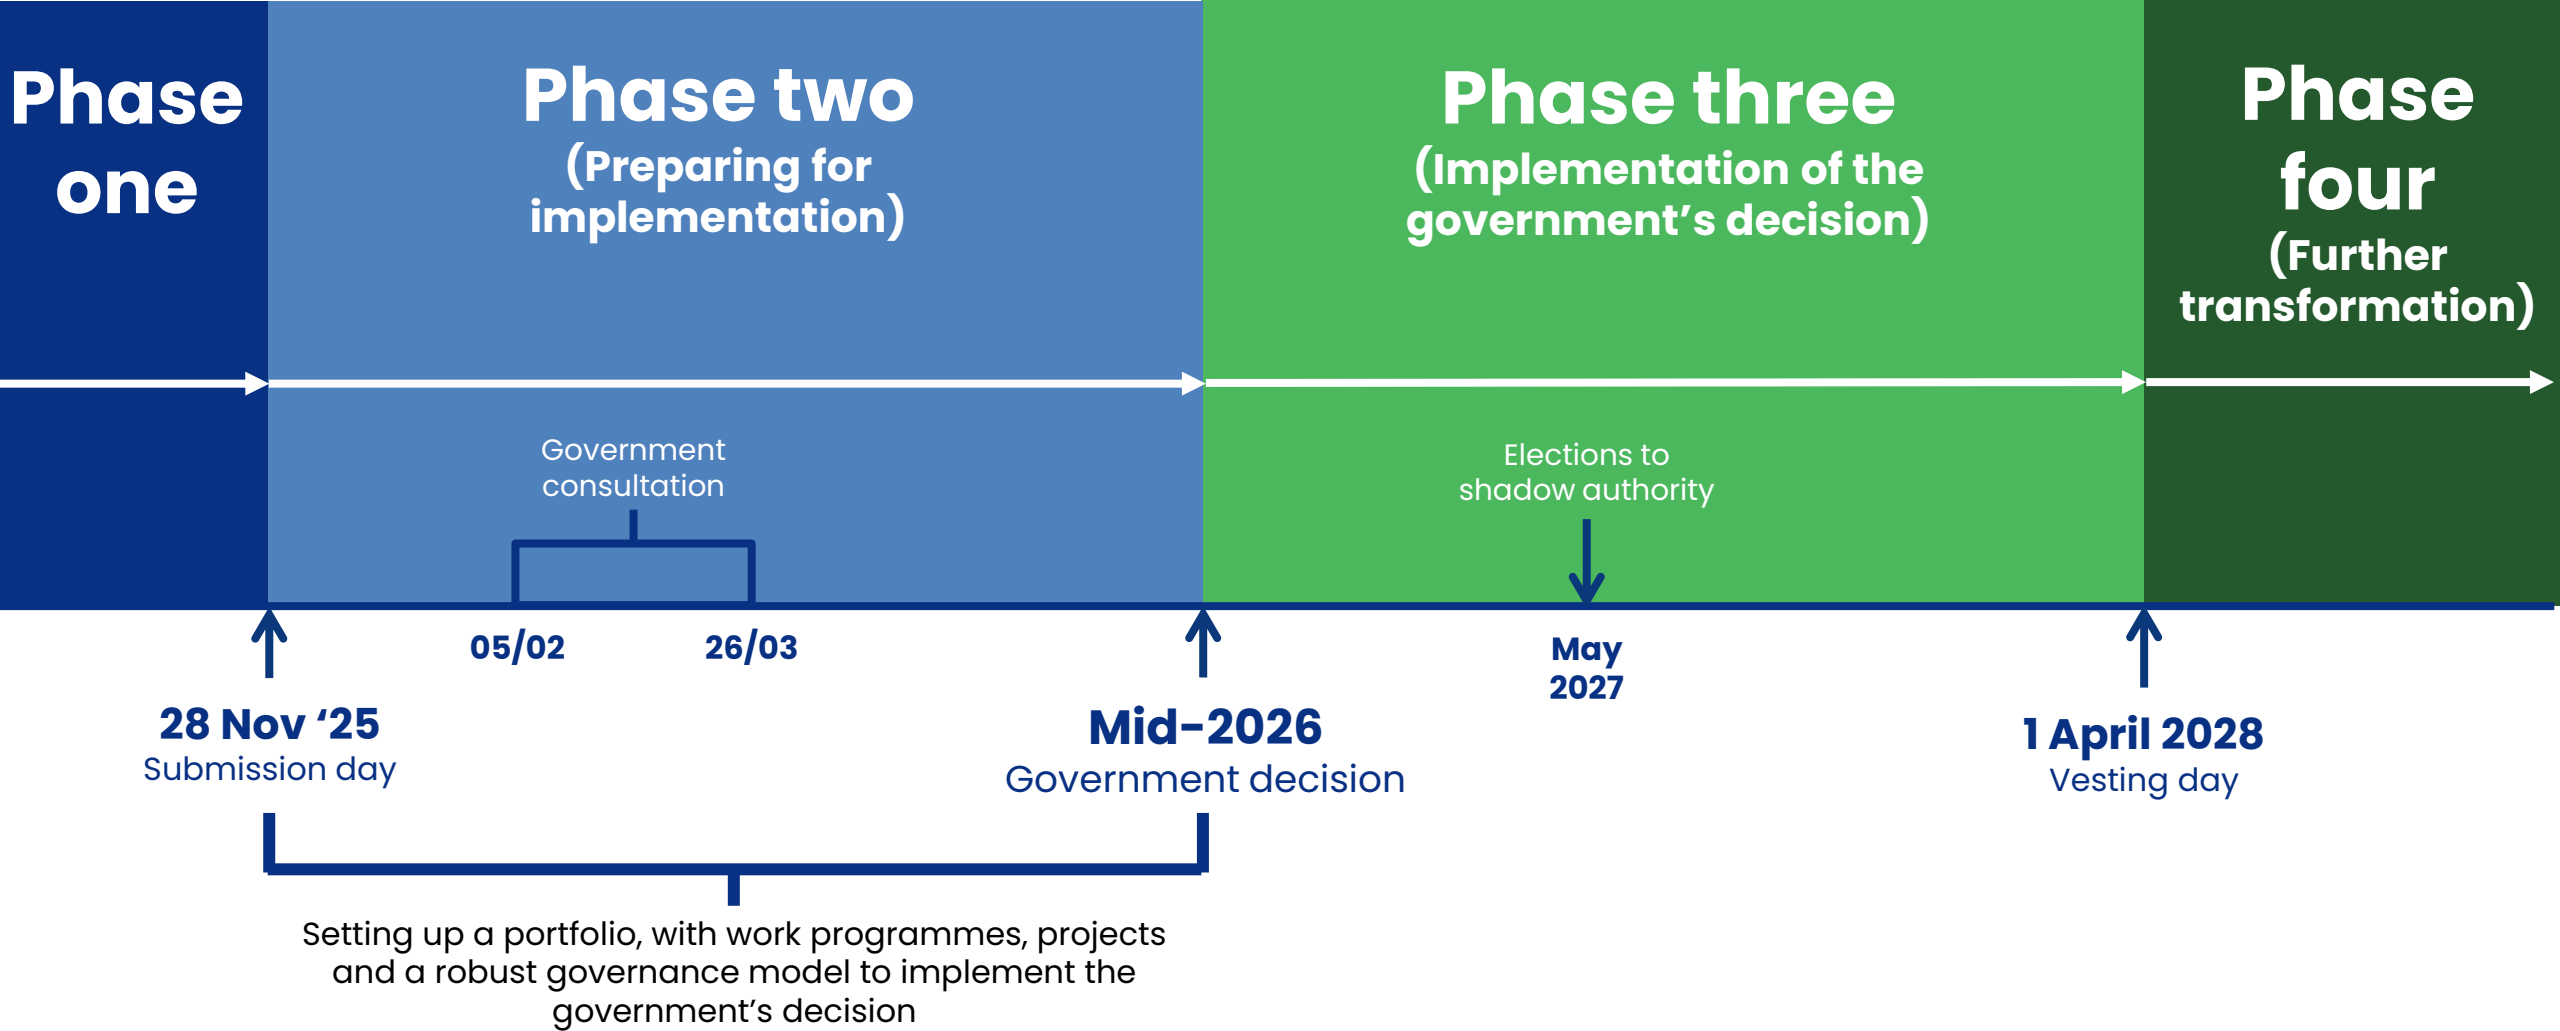 Phase
one
Phase two
(Preparing for
implementation)
Phase three
(Implementation of the
government’s decision)
Phase
four
(Further
transformation)
Government
consultation
Elections to
shadow authority
05/02
26/03
May
2027
28 Nov ‘25
Submission day
Mid-2026
Government decision
1 April 2028
Vesting day
Setting up a portfolio, with work programmes, projects
and a robust governance model to implement the
government’s decision